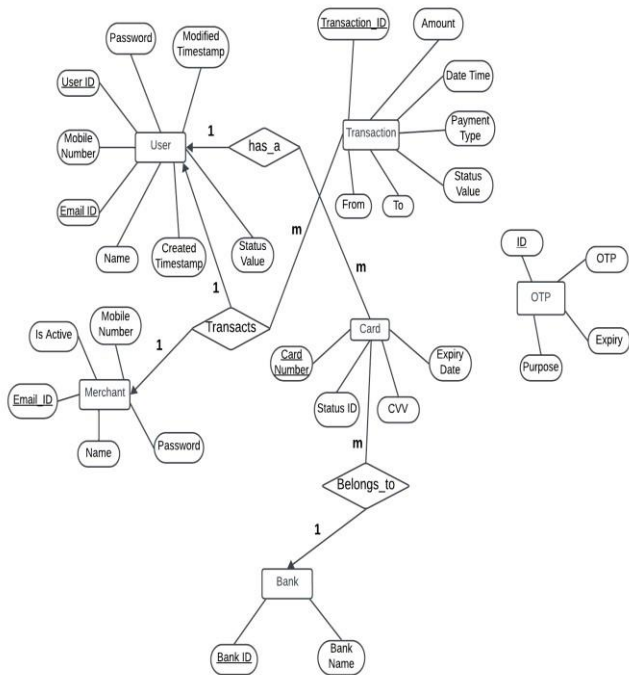 Transaction_ID
Amount
Password
Modified
Timestamp
Date Time
User ID
Payment
Type
Transaction
User
1
has_a
Mobile
Number
Status
Value
Email ID
From
To
m
Name
Created
Timestamp
Status
Value
ID
OTP
OTP
m
1
Transacts
Mobile
Number
Is Active
1
Card
Expiry
Purpose
Card
Number
Expiry
Date
Email_ID
Merchant
Status ID
CVV
Name
Password
m
Belongs_to
1
Bank
Bank ID
Bank
Name